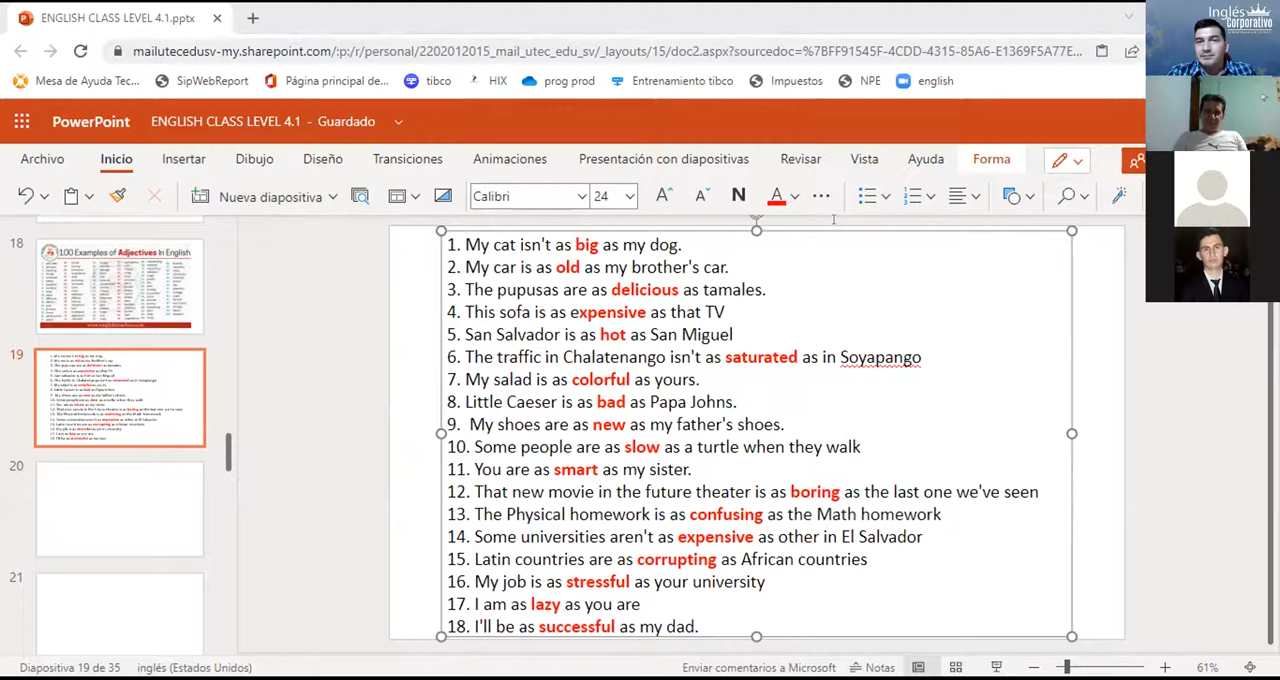 ENGLISH CLASS LEVEL 4.1.pptx
Inglés
Corporativo
mailutecedusv-my.sharepoint.com/:p:/r/personal/2202012015_mail_utec_edu_sv/_layouts/15/doc2.aspx?sourcedoc=%7BFF91545F-4CDD-4315-85A6-E1369F5A77E...
Mesa de Ayuda Tec... SipWebReport Página principal de... tibco HIX prog prod Entrenamiento tibco Impuestos NPE english
PowerPoint ENGLISH CLASS LEVEL 4.1 - Guardado
Archivo Inicio Insertar Dibujo Diseño Transiciones Animaciones Presentación con diapositivas Revisar Vista Ayuda Forma
Nueva diapositiva Calibri 24 A A N A ...
18
100 Examples of Adjectives In English
19
20
21
1. My cat isn't as big as my dog.
2. My car is as old as my brother's car.
3. The pupusas are as delicious as tamales.
4. This sofa is as expensive as that TV
5. San Salvador is as hot as San Miguel
6. The traffic in Chalatenango isn't as saturated as in Soyapango
7. My salad is as colorful as yours.
8. Little Caeser is as bad as Papa Johns.
9. My shoes are as new as my father's shoes.
10. Some people are as slow as a turtle when they walk
11. You are as smart as my sister.
12. That new movie in the future theater is as boring as the last one we've seen
13. The Physical homework is as confusing as the Math homework
14. Some universities aren't as expensive as other in El Salvador
15. Latin countries are as corrupting as African countries
16. My job is as stressful as your university
17. I am as lazy as you are
18. I'll be as successful as my dad.
Diapositiva 19 de 35 inglés (Estados Unidos) Enviar comentarios a Microsoft Notas 61%